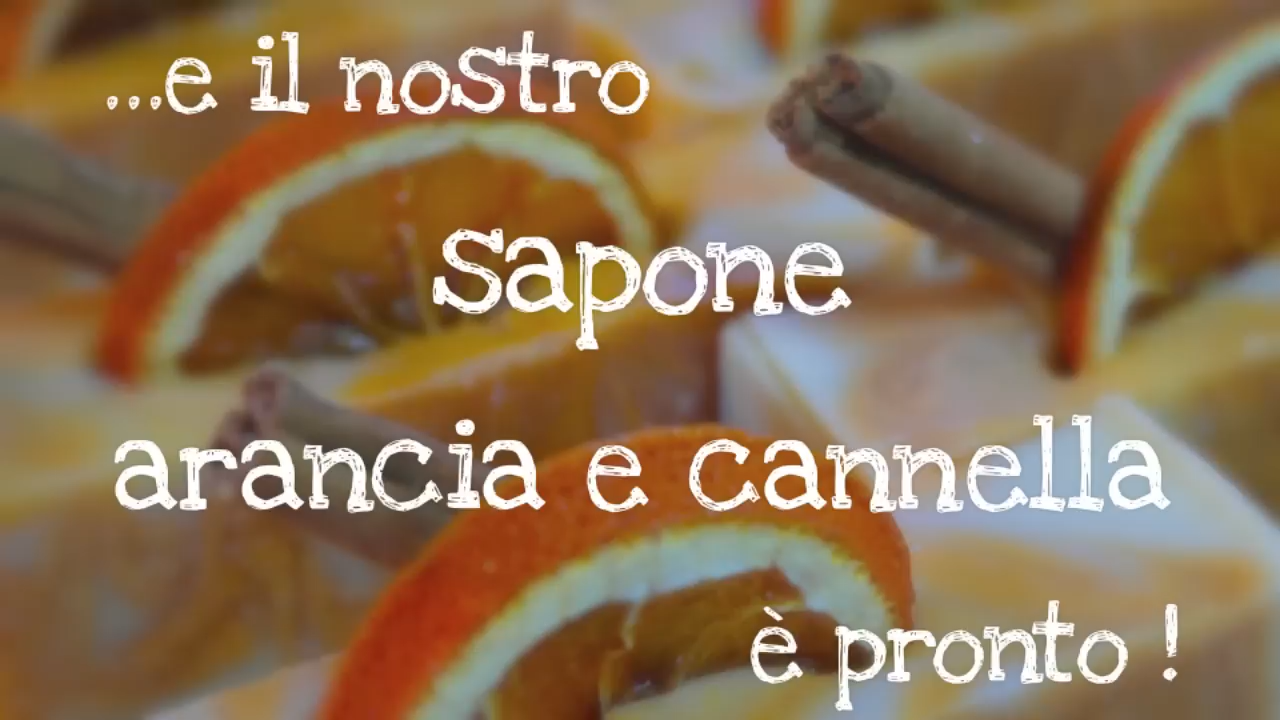 ...e il nostro
sapone
arancia e cannella
è pronto !